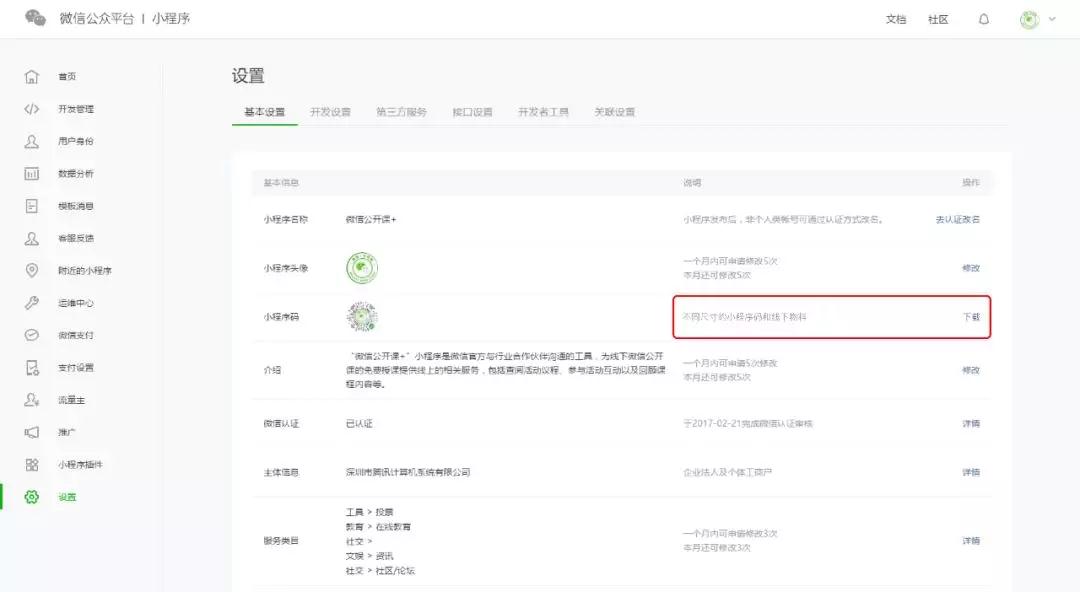 微信公众平台 | 小程序
文档 社区
首页
开发管理
用户身份
数据分析
模板消息
客服反馈
附近的小程序
运维中心
微信支付
支付设置
流量主
推广
小程序插件
设置
设置
基本设置 开发设置 第三方服务 接口设置 开发者工具 关联设置
基本信息 说明 操作
小程序名称 微信公开课+ 小程序发布后，非个人类帐号可通过认证方式改名。 去认证改名
小程序头像 一个月内可申请修改5次 修改
本月还可修改5次
小程序码 不同尺寸的小程序码和线下物料 下载
介绍 “微信公开课+”小程序是微信官方与行业合作伙伴沟通的工具，为线下微信公开
课的免费授课提供线上的相关服务，包括查阅活动议程、参与活动互动以及回顾课
程内容等。
一个月内可申请5次修改 修改
本月还可修改5次
微信认证 已认证 于2017-02-21完成微信认证审核 详情
主体信息 深圳市腾讯计算机系统有限公司 企业法人及个体工商户 详情
服务类目 工具 > 投票
教育 > 在线教育
社交 >
文娱 > 资讯
社交 > 社区/论坛
一个月内可申请修改3次 详情
本月还可修改3次